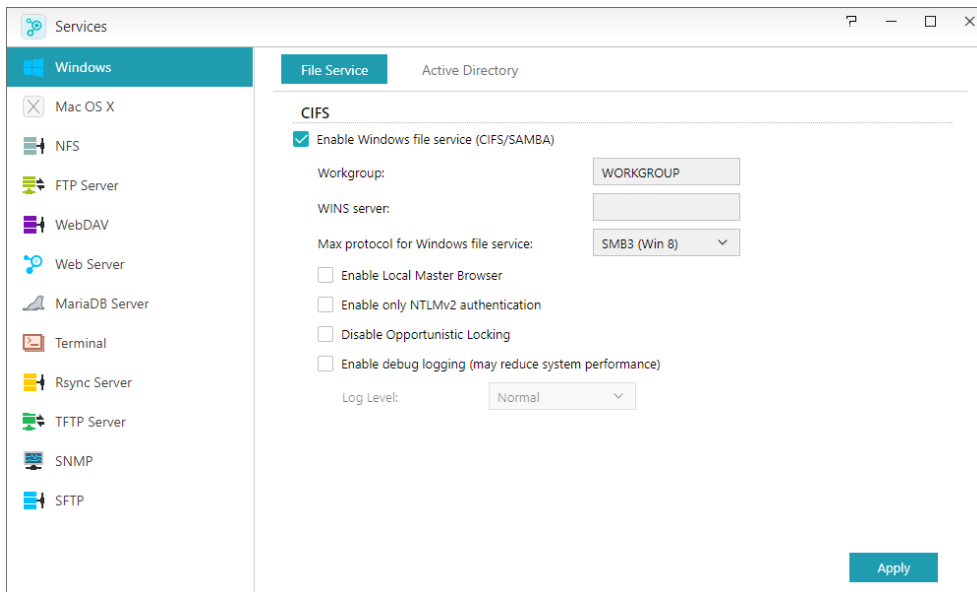 Services
Windows
Mac OS X
NFS
FTP Server
WebDAV
Web Server
MariaDB Server
Terminal
Rsync Server
TFTP Server
SNMP
SFTP
File Service
Active Directory
CIFS
Enable Windows file service (CIFS/SAMBA)
Workgroup: WORKGROUP
WINS server:
Max protocol for Windows file service: SMB3 (Win 8)
Enable Local Master Browser
Enable only NTLMv2 authentication
Disable Opportunistic Locking
Enable debug logging (may reduce system performance)
Log Level: Normal
Apply